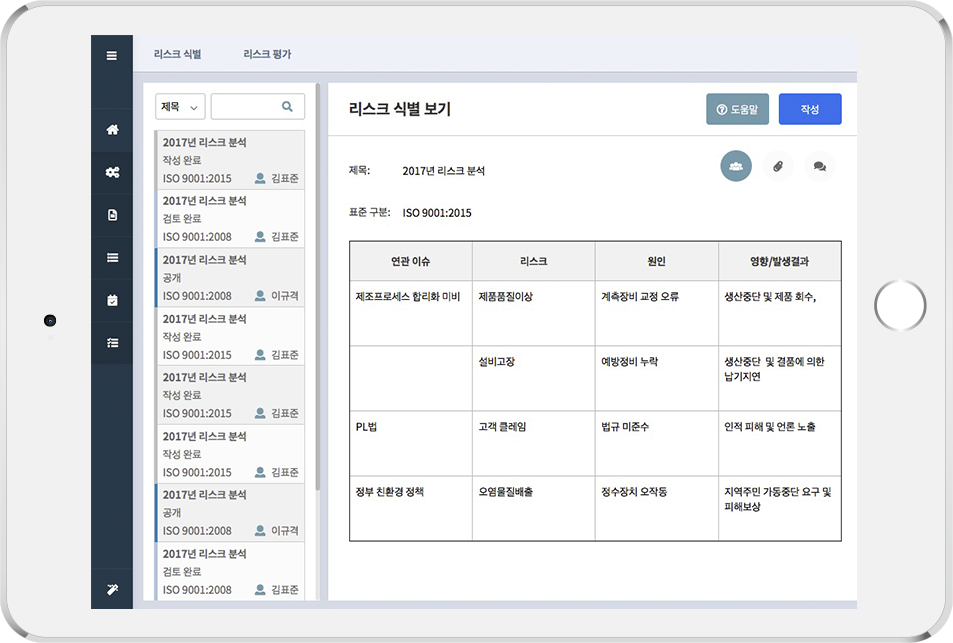 리스크 식별
리스크 평가
제목
2017년 리스크 분석
작성 완료
ISO 9001:2015
김표준
2017년 리스크 분석
검토 완료
ISO 9001:2008
김표준
2017년 리스크 분석
공개
ISO 9001:2008
이규격
2017년 리스크 분석
작성 완료
ISO 9001:2015
김표준
2017년 리스크 분석
작성 완료
ISO 9001:2015
김표준
2017년 리스크 분석
작성 완료
ISO 9001:2015
김표준
2017년 리스크 분석
공개
ISO 9001:2008
이규격
2017년 리스크 분석
검토 완료
ISO 9001:2008
김표준
리스크 식별 보기
도움말
작성
제목:
2017년 리스크 분석
표준 구분:
ISO 9001:2015
연관 이슈
리스크
원인
영향/발생결과
제조프로세스 합리화 미비
제품품질이상
계측장비 교정 오류
생산중단 및 제품 회수,
설비고장
예방정비 누락
생산중단 및 결품에 의한
납기지연
PL법
고객 클레임
법규 미준수
인적 피해 및 언론 노출
정부 친환경 정책
오염물질배출
정수장치 오작동
지역주민 가동중단 요구 및
피해보상